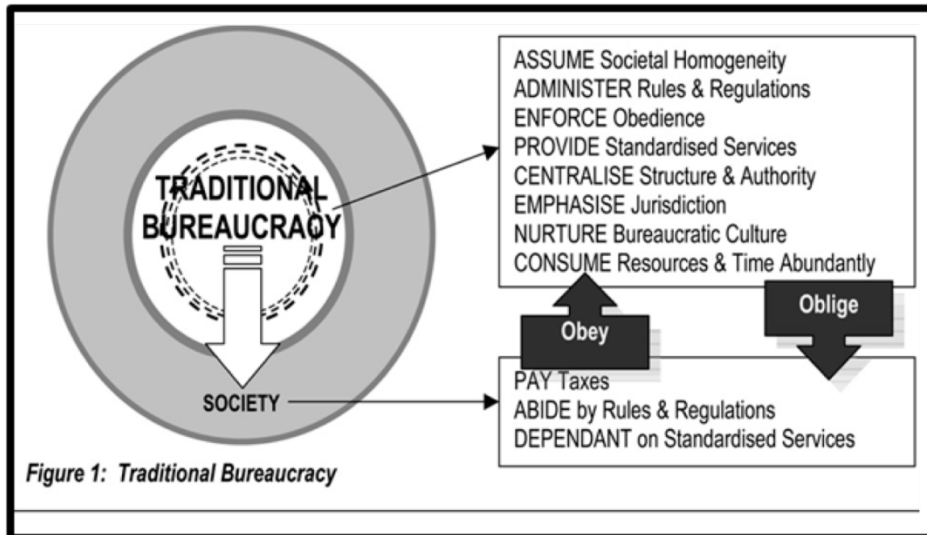 TRADITIONAL
BUREAUCRACY
SOCIETY
ASSUME Societal Homogeneity
ADMINISTER Rules & Regulations
ENFORCE Obedience
PROVIDE Standardised Services
CENTRALISE Structure & Authority
EMPHASISE Jurisdiction
NURTURE Bureaucratic Culture
CONSUME Resources & Time Abundantly
Obey
Oblige
PAY Taxes
ABIDE by Rules & Regulations
DEPENDANT on Standardised Services
Figure 1: Traditional Bureaucracy